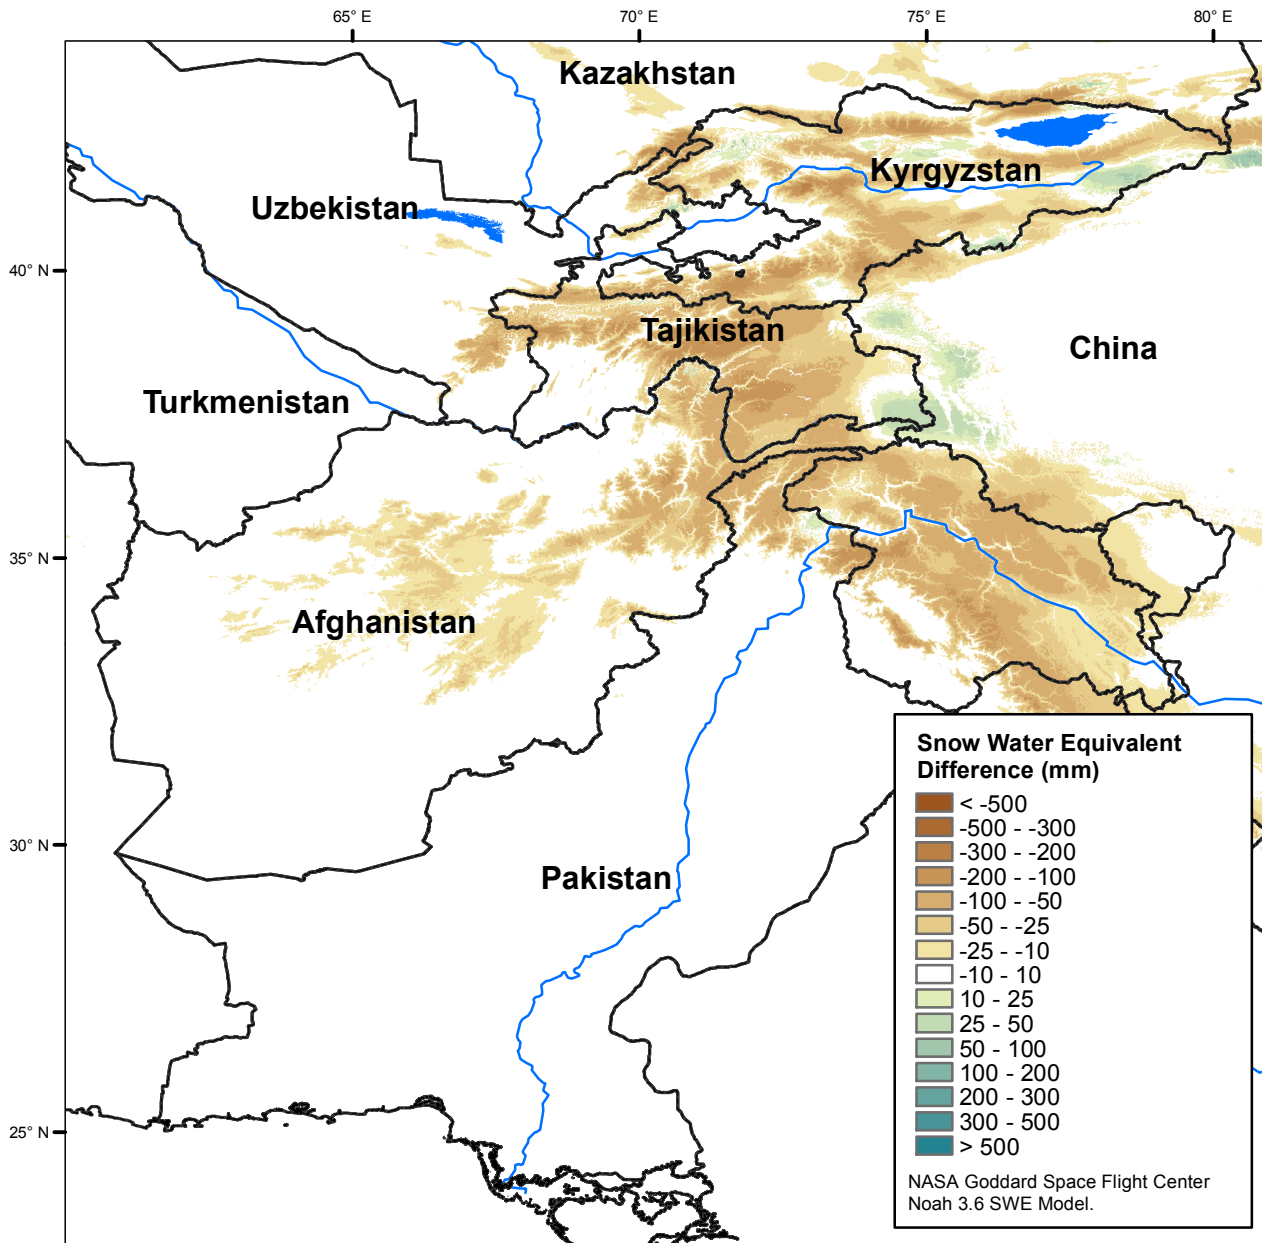 65° E
70° E
75° E
80° E
Kazakhstan
Kyrgyzstan
Uzbekistan
40° N
Tajikistan
China
Turkmenistan
35° N
Afghanistan
30° N
Pakistan
25° N
Snow Water Equivalent
Difference (mm)
< -500
-500 - -300
-300 - -200
-200 - -100
-100 - -50
-50 - -25
-25 - -10
-10 - 10
10 - 25
25 - 50
50 - 100
100 - 200
200 - 300
300 - 500
> 500
NASA Goddard Space Flight Center
Noah 3.6 SWE Model.